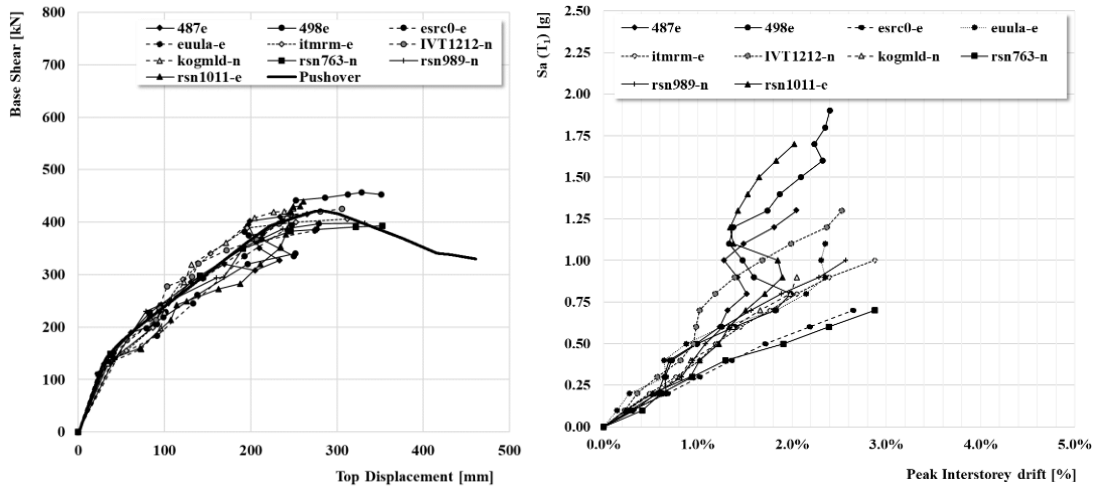 Base Shear [kN]
800
700
600
500
400
300
200
100
0
487e 498e esrc0-e
euula-e itmrm-e IVT1212-n
kogmld-n rsn763-n rsn989-n
rsn1011-e Pushover
0 100 200 300 400 500
Top Displacement [mm]
Sa (T1) [g]
2.50
2.25
2.00
1.75
1.50
1.25
1.00
0.75
0.50
0.25
0.00
487e 498e esrc0-e euula-e
itmrm-e IVT1212-n kogmld-n rsn763-n
rsn989-n rsn1011-e
0.0% 1.0% 2.0% 3.0% 4.0% 5.0%
Peak Interstorey drift [%]